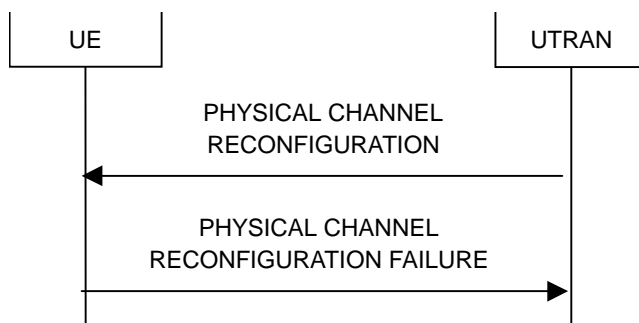 UE
UTRAN
PHYSICAL CHANNEL
RECONFIGURATION
PHYSICAL CHANNEL
RECONFIGURATION FAILURE